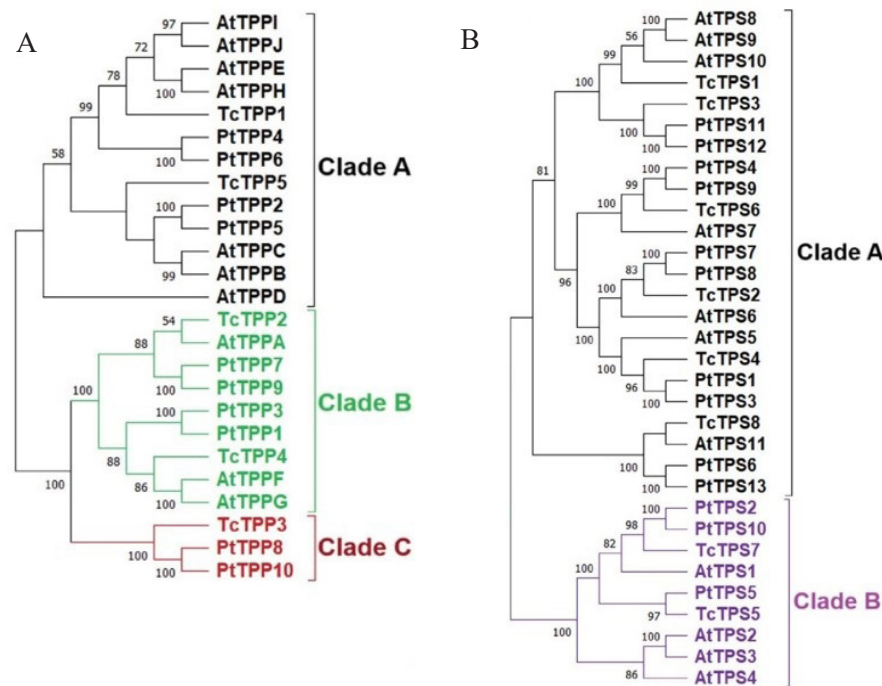 A
97
AtTPPI
72
AtTPPJ
78
AtTPPE
99
100
AtTPPH
TcTPP1
58
PtTPP4
100
PtTPP6
TcTPP5
100
PtTPP2
PtTPP5
AtTPPC
99
AtTPPB
AtTPPD
Clade A
54
TcTPP2
88
AtTPPA
PtTPP7
100
100
PtTPP9
100
PtTPP3
PtTPP1
88
TcTPP4
86
AtTPPF
100
AtTPPG
Clade B
100
TcTPP3
100
PtTPP8
100
PtTPP10
Clade C
B
100
AtTPS8
56
AtTPS9
99
AtTPS10
100
TcTPS1
TcTPS3
100
PtTPS11
100
PtTPS12
81
100
PtTPS4
99
PtTPS9
100
TcTPS6
AtTPS7
96
100
PtTPS7
83
PtTPS8
100
TcTPS2
AtTPS6
100
AtTPS5
100
TcTPS4
96
PtTPS1
100
PtTPS3
TcTPS8
AtTPS11
100
PtTPS6
100
PtTPS13
Clade A
100
PtTPS2
98
PtTPS10
82
TcTPS7
100
AtTPS1
PtTPS5
97
TcTPS5
100
100
AtTPS2
AtTPS3
86
AtTPS4
Clade B